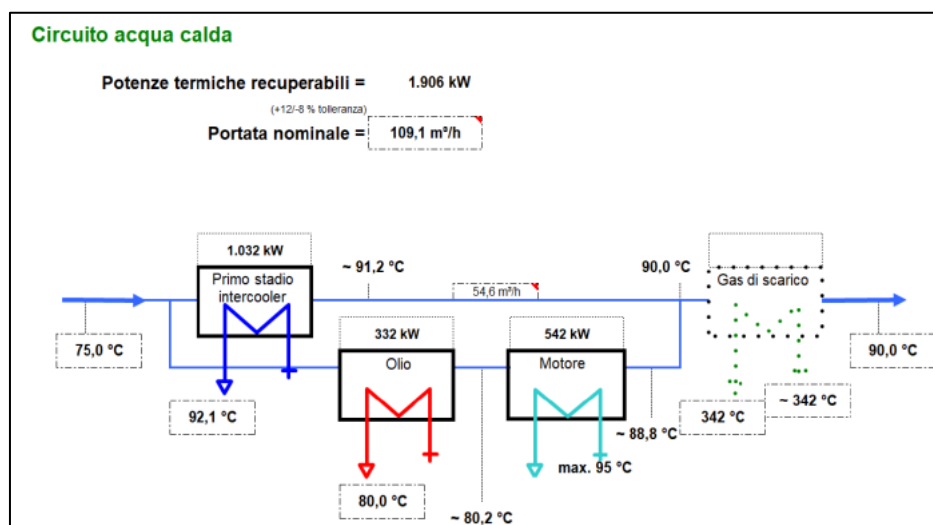 Circuito acqua calda
Potenze termiche recuperabili = 1.906 kW
(+12/-8 % tolleranza)
Portata nominale = 109,1 m³/h
1.032 kW
Primo stadio
intercooler
~ 91,2 °C
54,6 m³/h
90,0 °C
Gas di scarico
75,0 °C
332 kW
Olio
542 kW
Motore
90,0 °C
92,1 °C
342 °C
~ 342 °C
~ 88,8 °C
max. 95 °C
80,0 °C
~ 80,2 °C